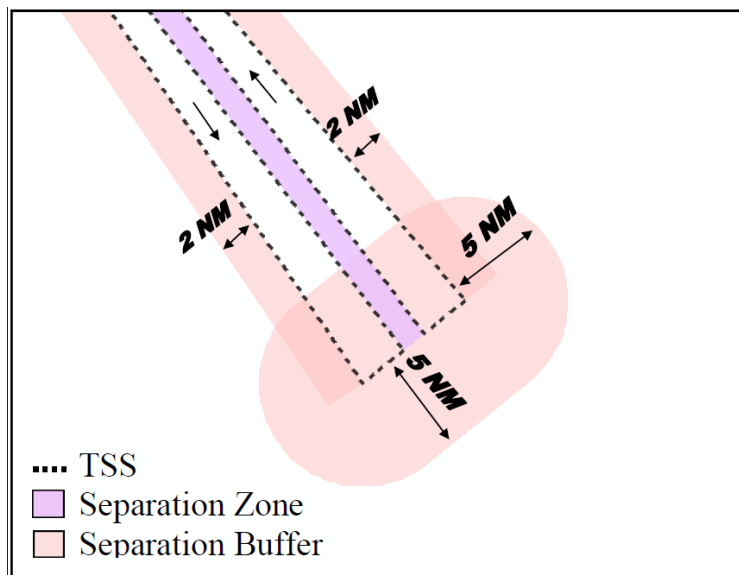 2 NM
2 NM
5 NM
5 NM
TSS
Separation Zone
Separation Buffer